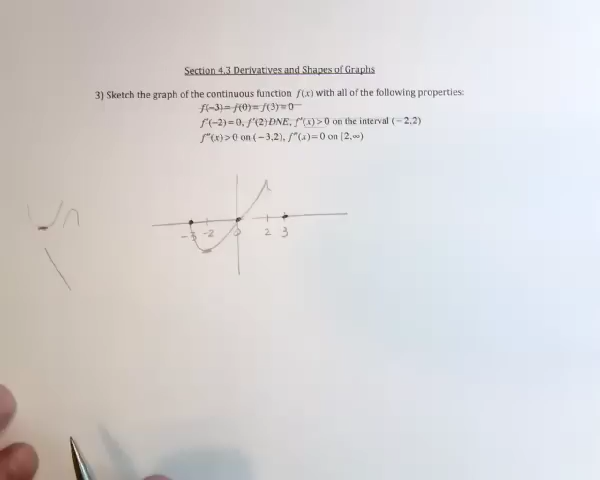 Section 4.3 Derivatives and Shapes of Graphs
3) Sketch the graph of the continuous function f(x) with all of the following properties:
f(−3)=f(0)=f(3)=0
f'(−2)=0, f'(2) DNE, f'(x)>0 on the interval (−2,2)
f''(x)>0 on (−3,2), f''(x)=0 on [2,∞)
-3 -2 0 2 3